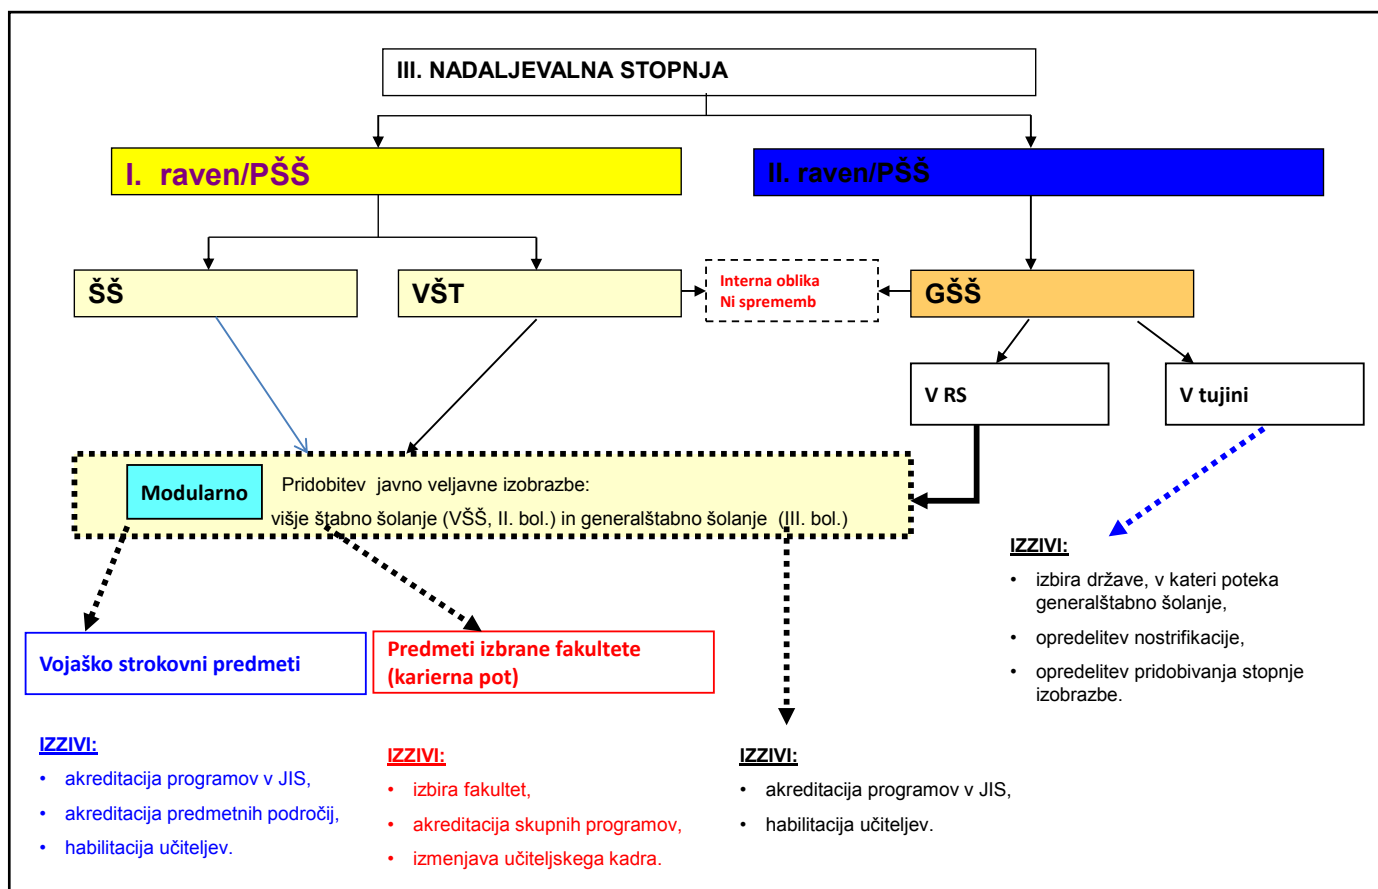 III. NADALJEVALNA STOPNJA
I. raven/PŠŠ
II. raven/PŠŠ
ŠŠ
VŠT
Interna oblika
Ni sprememb
GŠŠ
V RS
V tujini
Modularno
Pridobitev javno veljavne izobrazbe:
višje štabno šolanje (VŠŠ, II. bol.) in generalštabno šolanje (III. bol.)
IZZIVI:
• izbira države, v kateri poteka
generalštabno šolanje,
• opredelitev nostrifikacije,
• opredelitev pridobivanja stopnje
izobrazbe.
Vojaško strokovni predmeti
Predmeti izbrane fakultete
(karierna pot)
IZZIVI:
• akreditacija programov v JIS,
• akreditacija predmetnih področij,
• habilitacija učiteljev.
IZZIVI:
• izbira fakultet,
• akreditacija skupnih programov,
• izmenjava učiteljskega kadra.
IZZIVI:
• akreditacija programov v JIS,
• habilitacija učiteljev.